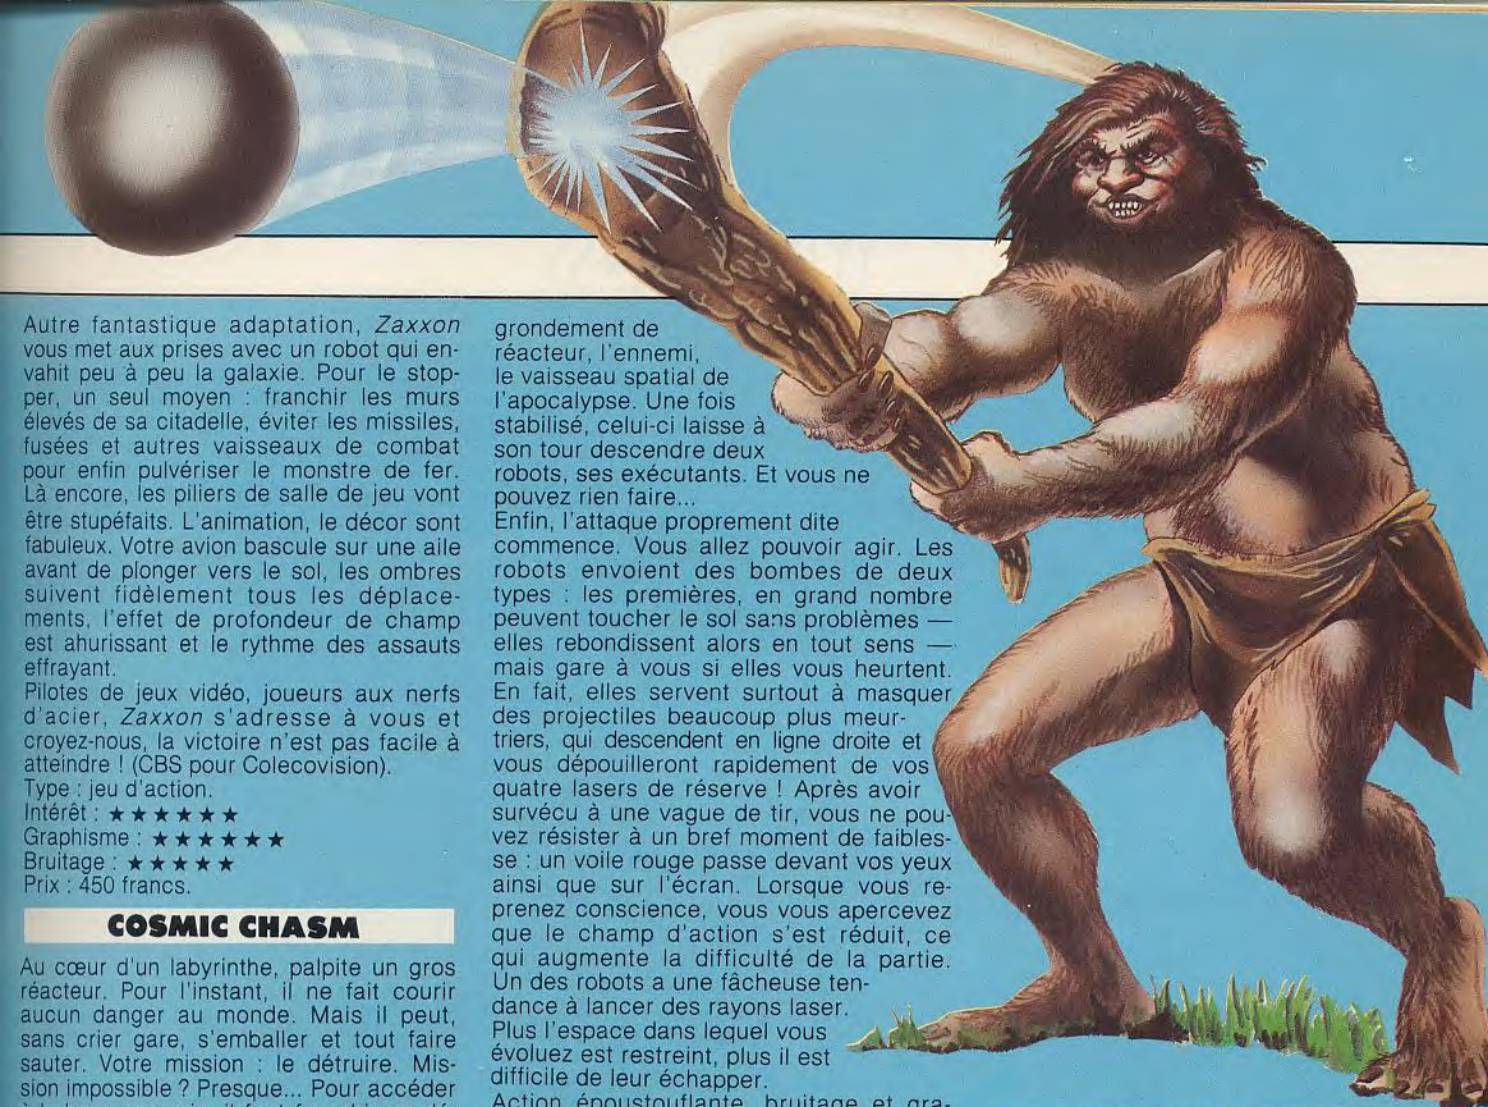 Autre fantastique adaptation, Zaxxon
vous met aux prises avec un robot qui en-
vahit peu à peu la galaxie. Pour le stop-
per, un seul moyen : franchir les murs
élevés de sa citadelle, éviter les missiles,
fusées et autres vaisseaux de combat
pour enfin pulvériser le monstre de fer.
Là encore, les piliers de salle de jeu vont
être stupéfaits. L'animation, le décor sont
fabuleux. Votre avion bascule sur une aile
avant de plonger vers le sol, les ombres
suivent fidèlement tous les déplace-
ments, l'effet de profondeur de champ
est ahurissant et le rythme des assauts
effrayant.
Pilotes de jeux vidéo, joueurs aux nerfs
d'acier, Zaxxon s'adresse à vous et
croyez-nous, la victoire n'est pas facile à
atteindre ! (CBS pour Colecovision).
Type : jeu d'action.
Intérêt : ★★★★★★
Graphisme : ★★★★★★
Bruitage : ★★★★★
Prix : 450 francs.
COSMIC CHASM
Au cœur d'un labyrinthe, palpite un gros
réacteur. Pour l'instant, il ne fait courir
aucun danger au monde. Mais il peut,
sans crier gare, s'emballer et tout faire
sauter. Votre mission : le détruire. Mis-
sion impossible ? Presque... Pour accéder
grondement de
réacteur, l'ennemi,
le vaisseau spatial de
l'apocalypse. Une fois
stabilisé, celui-ci laisse à
son tour descendre deux
robots, ses exécutants. Et vous ne
pouvez rien faire...
Enfin, l'attaque proprement dite
commence. Vous allez pouvoir agir. Les
robots envoient des bombes de deux
types : les premières, en grand nombre
peuvent toucher le sol sans problèmes —
elles rebondissent alors en tout sens —
mais gare à vous si elles vous heurtent.
En fait, elles servent surtout à masquer
des projectiles beaucoup plus meur-
triers, qui descendent en ligne droite et
vous dépouilleront rapidement de vos
quatre lasers de réserve ! Après avoir
survécu à une vague de tir, vous ne pou-
vez résister à un bref moment de faibles-
se : un voile rouge passe devant vos yeux
ainsi que sur l'écran. Lorsque vous re-
prenez conscience, vous vous apercevez
que le champ d'action s'est réduit, ce
qui augmente la difficulté de la partie.
Un des robots a une fâcheuse ten-
dance à lancer des rayons laser.
Plus l'espace dans lequel vous
évoluez est restreint, plus il est
difficile de leur échapper.
Action époustouflante, bruitage et gra-